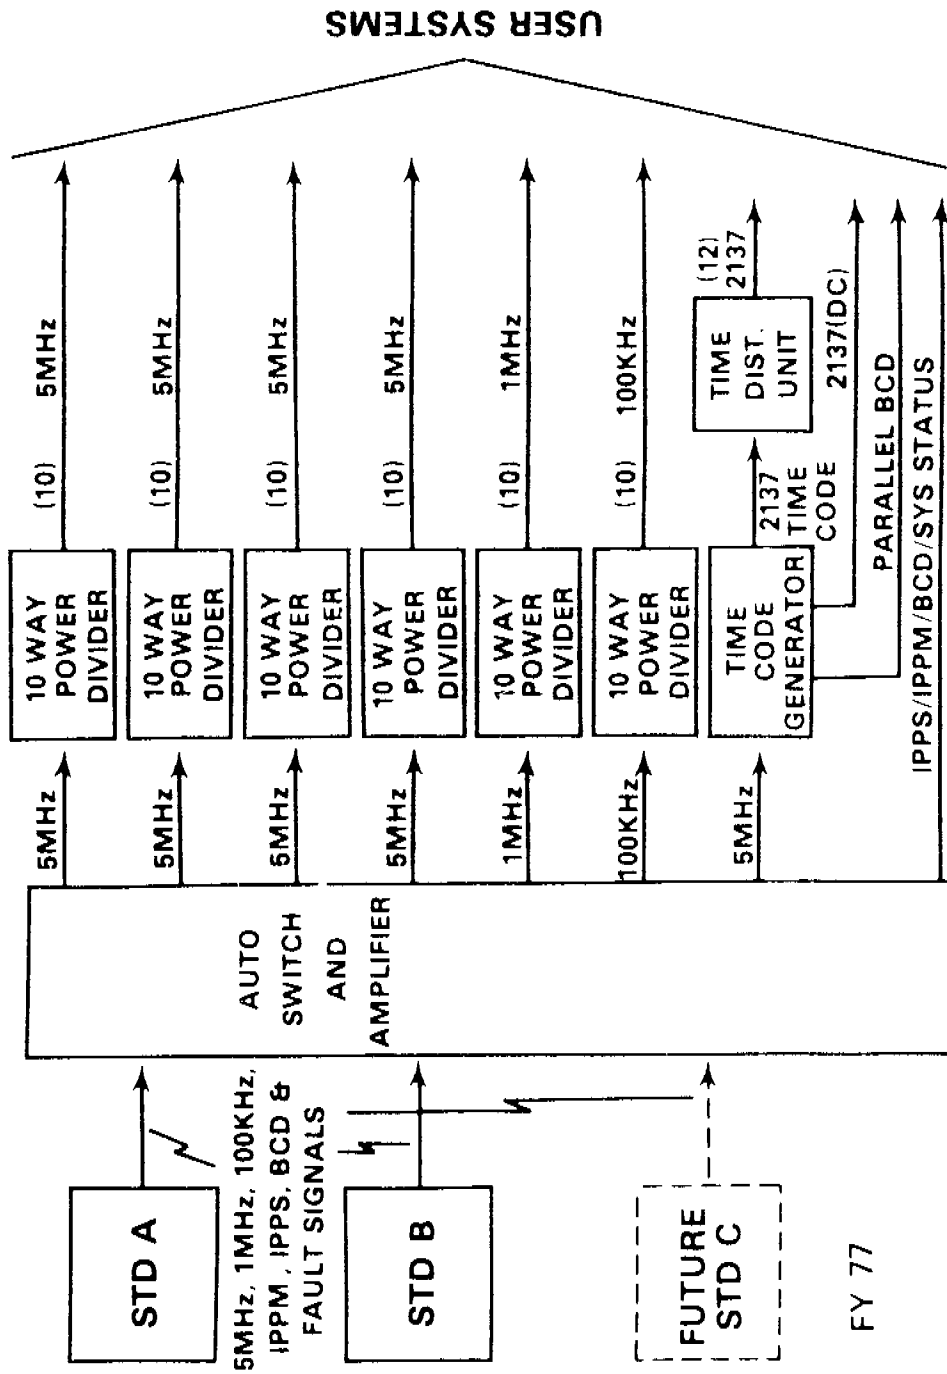 STD A
5MHz, 1MHz, 100KHz,
IPPM, IPPS, BCD &
FAULT SIGNALS
STD B
FUTURE
STD C
FY 77
AUTO
SWITCH
AND
AMPLIFIER
5MHz
10 WAY
POWER
DIVIDER
(10) 5MHz
5MHz
10 WAY
POWER
DIVIDER
(10) 5MHz
5MHz
10 WAY
POWER
DIVIDER
(10) 5MHz
5MHz
10 WAY
POWER
DIVIDER
(10) 5MHz
1MHz
10 WAY
POWER
DIVIDER
(10) 1MHz
100KHz
10 WAY
POWER
DIVIDER
(10) 100KHz
5MHz
TIME
CODE
GENERATOR
2137
TIME
CODE
TIME
DIST.
UNIT
(12)
2137
2137(DC)
PARALLEL BCD
IPPS/IPPM/BCD/SYS STATUS
USER SYSTEMS